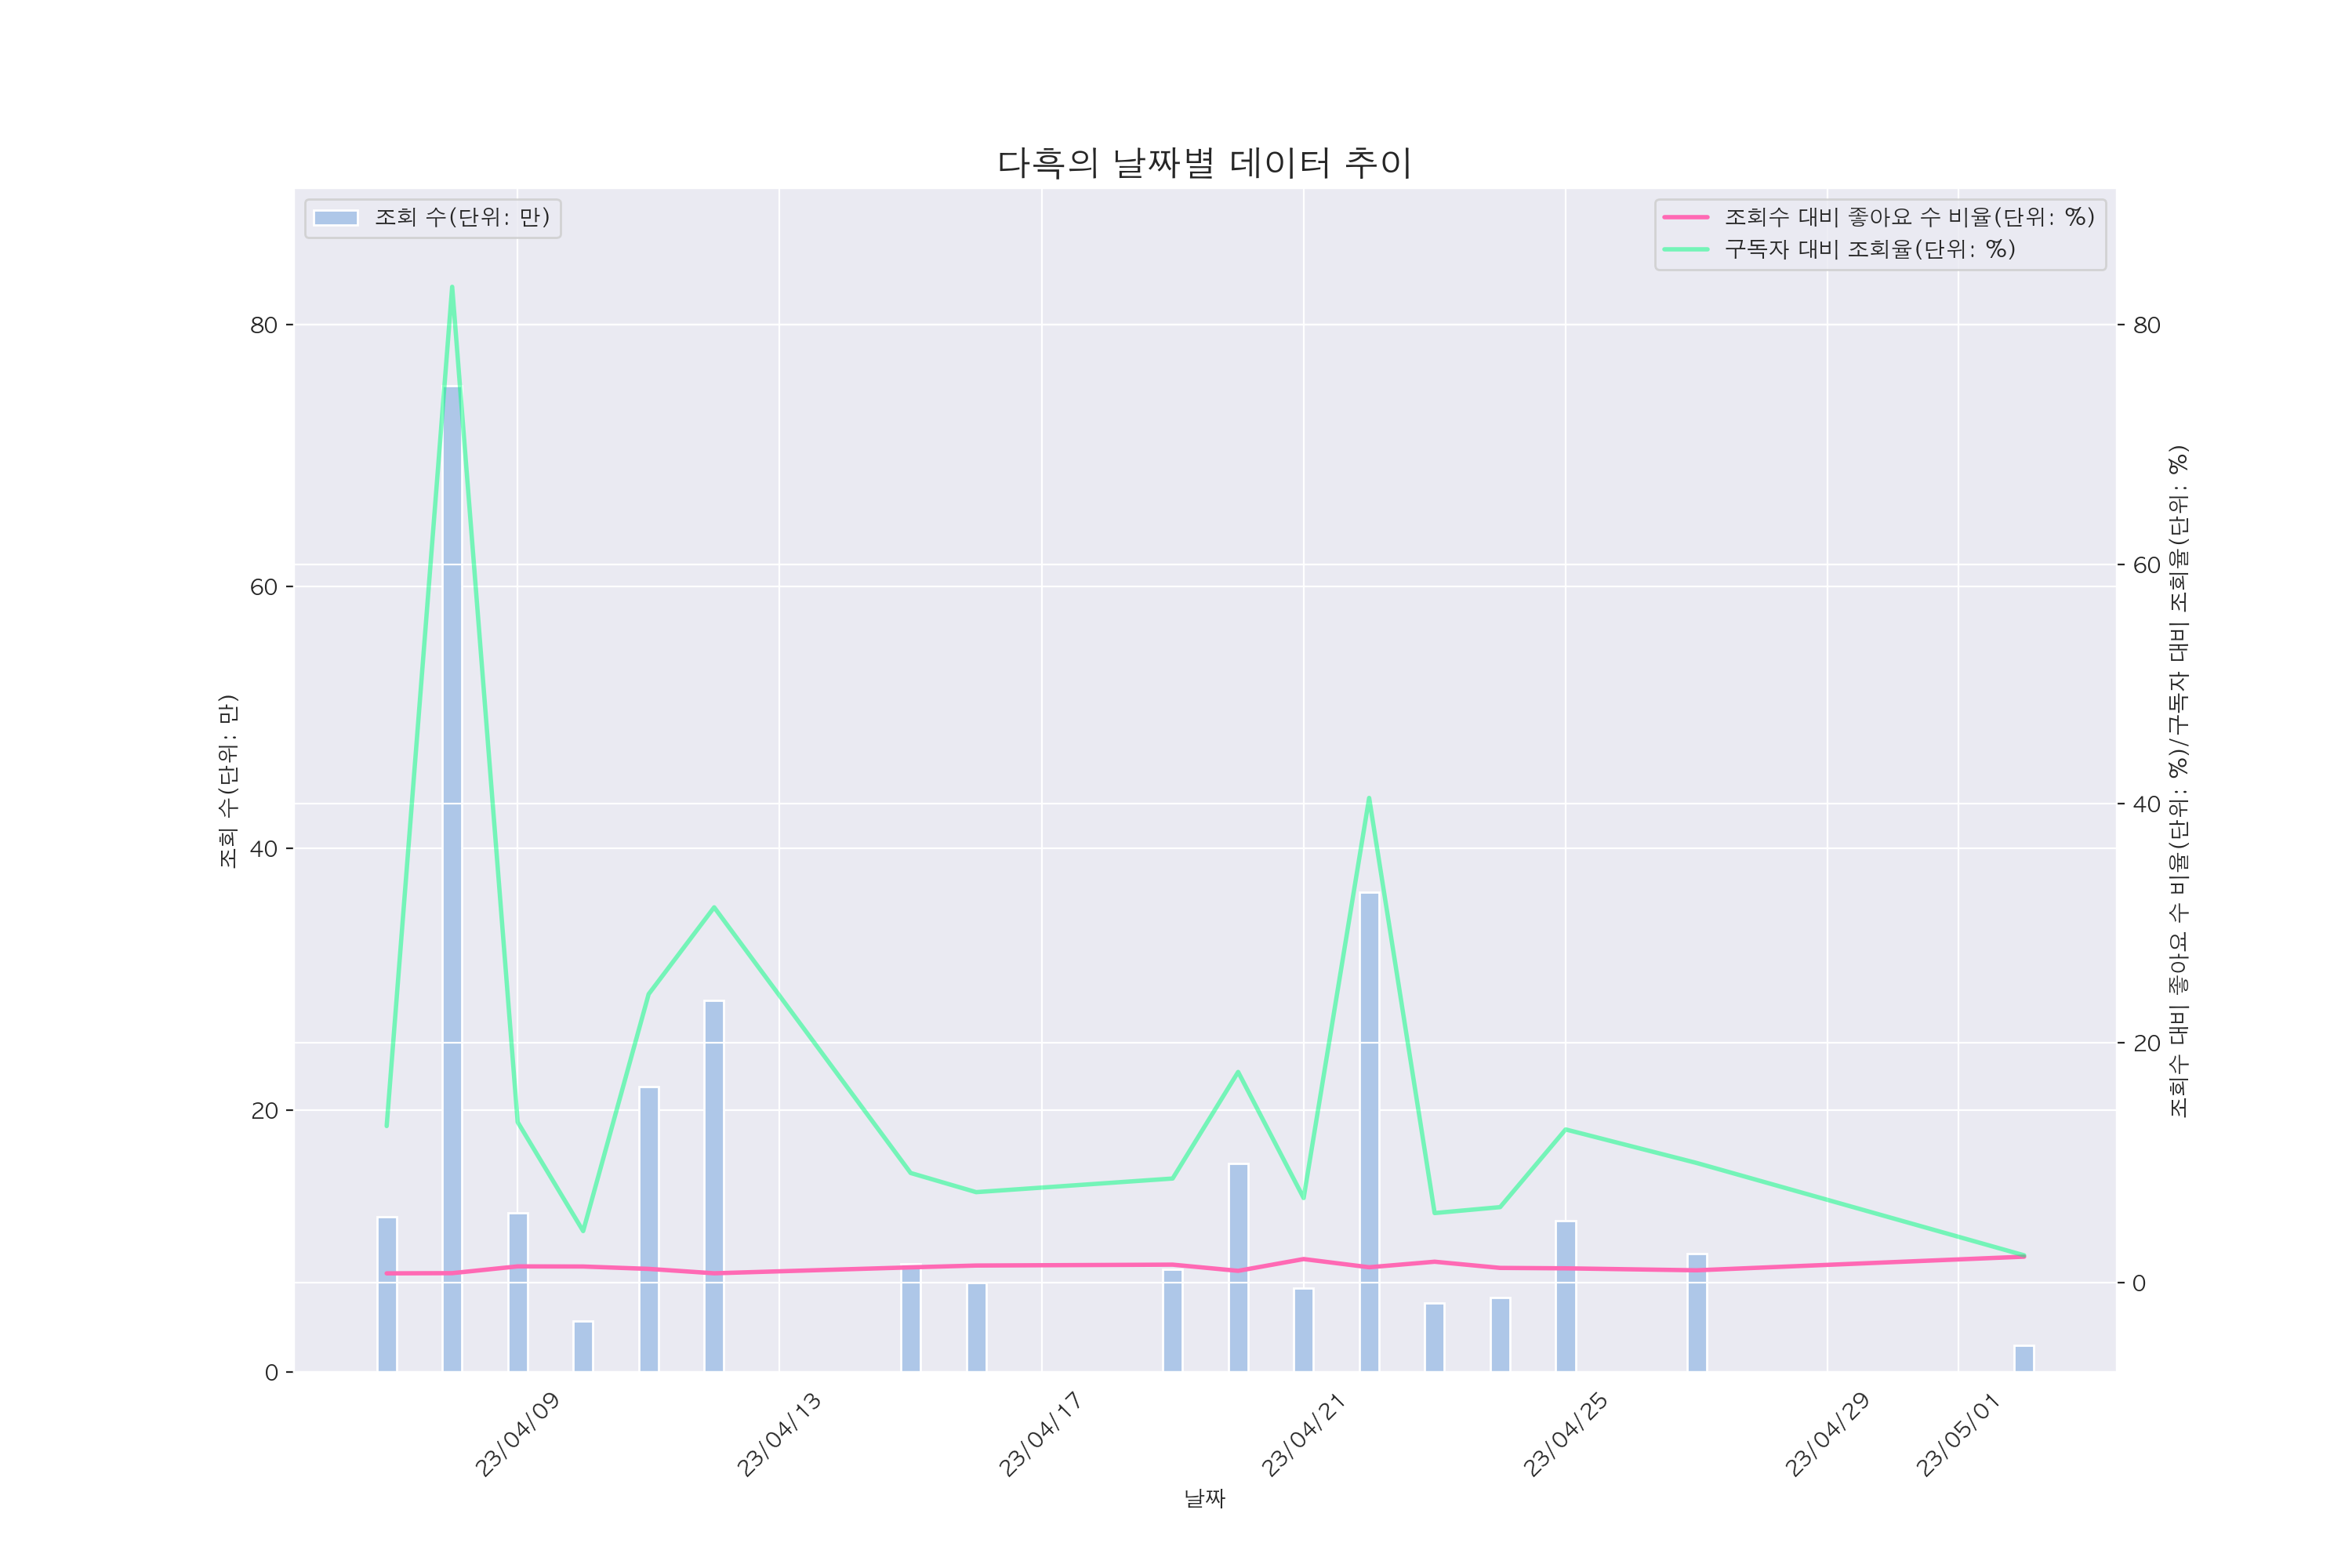 다흑의 날짜별 데이터 추이
조회 수(단위: 만)
조회수 대비 좋아요 수 비율(단위: %)
구독자 대비 조회율(단위: %)
80
60
40
20
0
조회 수(단위: 만)
80
60
40
20
0
조회수 대비 좋아요 수 비율(단위: %)/구독자 대비 조회율(단위: %)
23/04/09
23/04/13
23/04/17
23/04/21
23/04/25
23/04/29
23/05/01
날짜